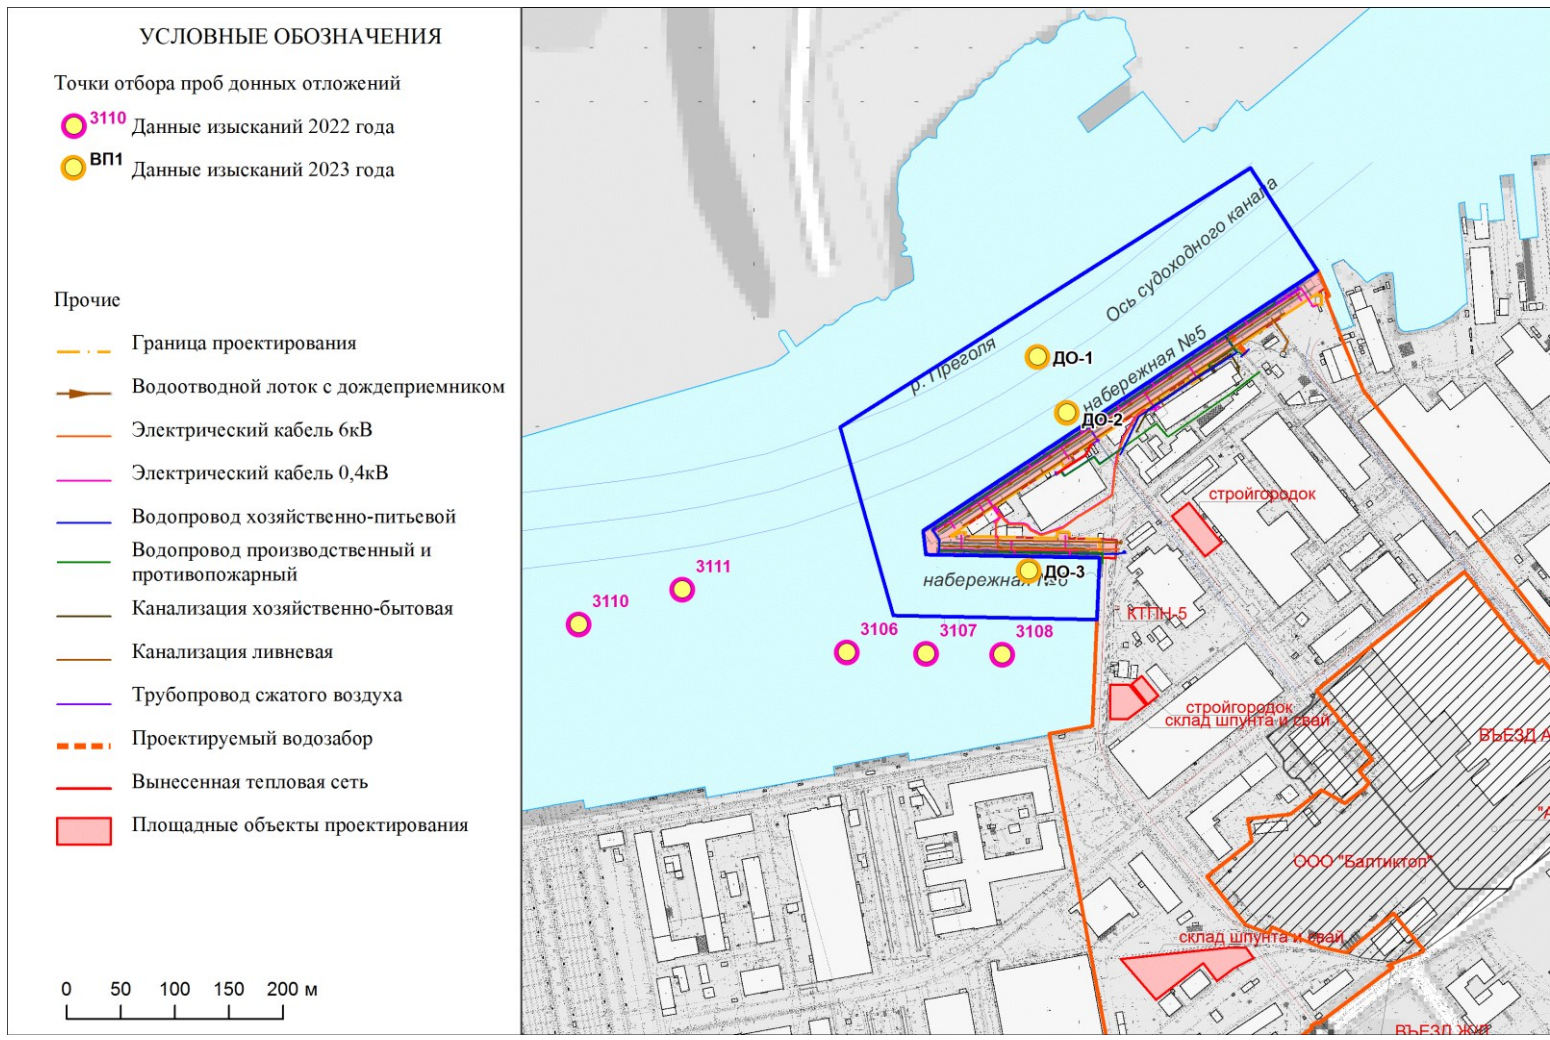 УСЛОВНЫЕ ОБОЗНАЧЕНИЯ
Точки отбора проб донных отложений
3110 Данные изысканий 2022 года
ВП1 Данные изысканий 2023 года
Прочие
Граница проектирования
Водоотводной лоток с дождеприемником
Электрический кабель 6кВ
Электрический кабель 0,4кВ
Водопровод хозяйственно-питьевой
Водопровод производственный и
противопожарный
Канализация хозяйственно-бытовая
Канализация ливневая
Трубопровод сжатого воздуха
Проектируемый водозабор
Вынесенная тепловая сеть
Площадные объекты проектирования
0 50 100 150 200 м
Ось судоходного канала
р. Преголя
набережная №5
ДО-1
ДО-2
ДО-3
набережная №6
3111
3110
3106
3107
3108
стройгородок
КТПН-5
стройгородок
склад шпунта и свай
ВЪЕЗД А
"А
ООО "Балтиктоп"
склад шпунта и свай
ВЪЕЗД Ж/Д